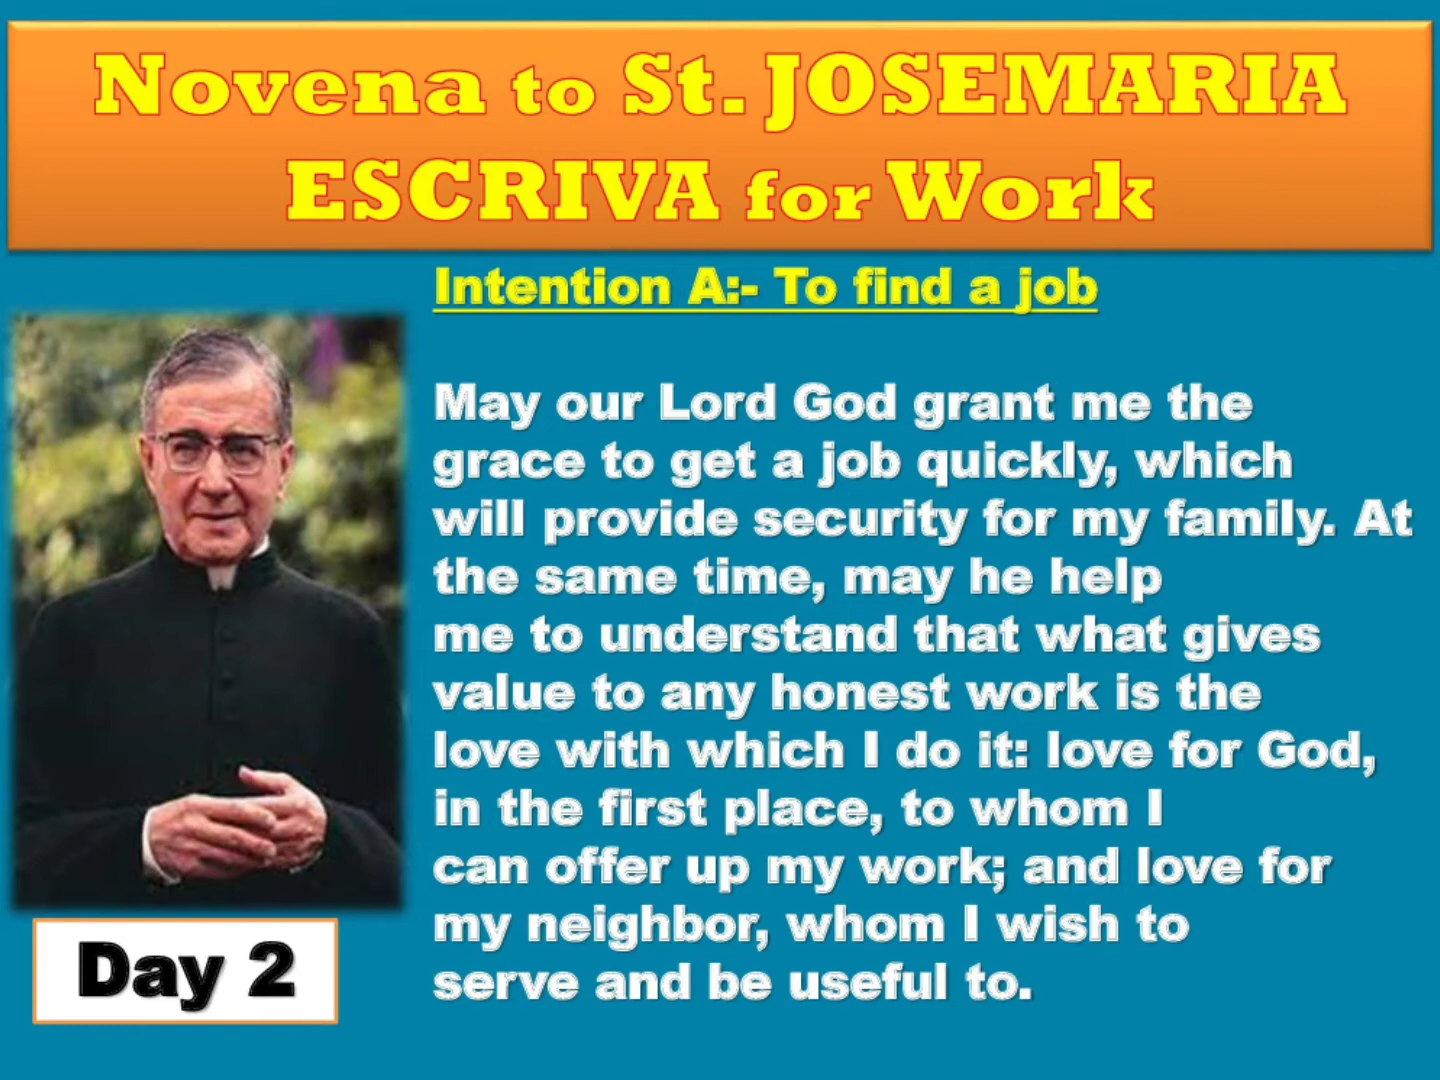 Novena to St. JOSEMARIA
ESCRIVA for Work
Intention A:- To find a job
May our Lord God grant me the
grace to get a job quickly, which
will provide security for my family. At
the same time, may he help
me to understand that what gives
value to any honest work is the
love with which I do it: love for God,
in the first place, to whom I
can offer up my work; and love for
my neighbor, whom I wish to
serve and be useful to.
Day 2